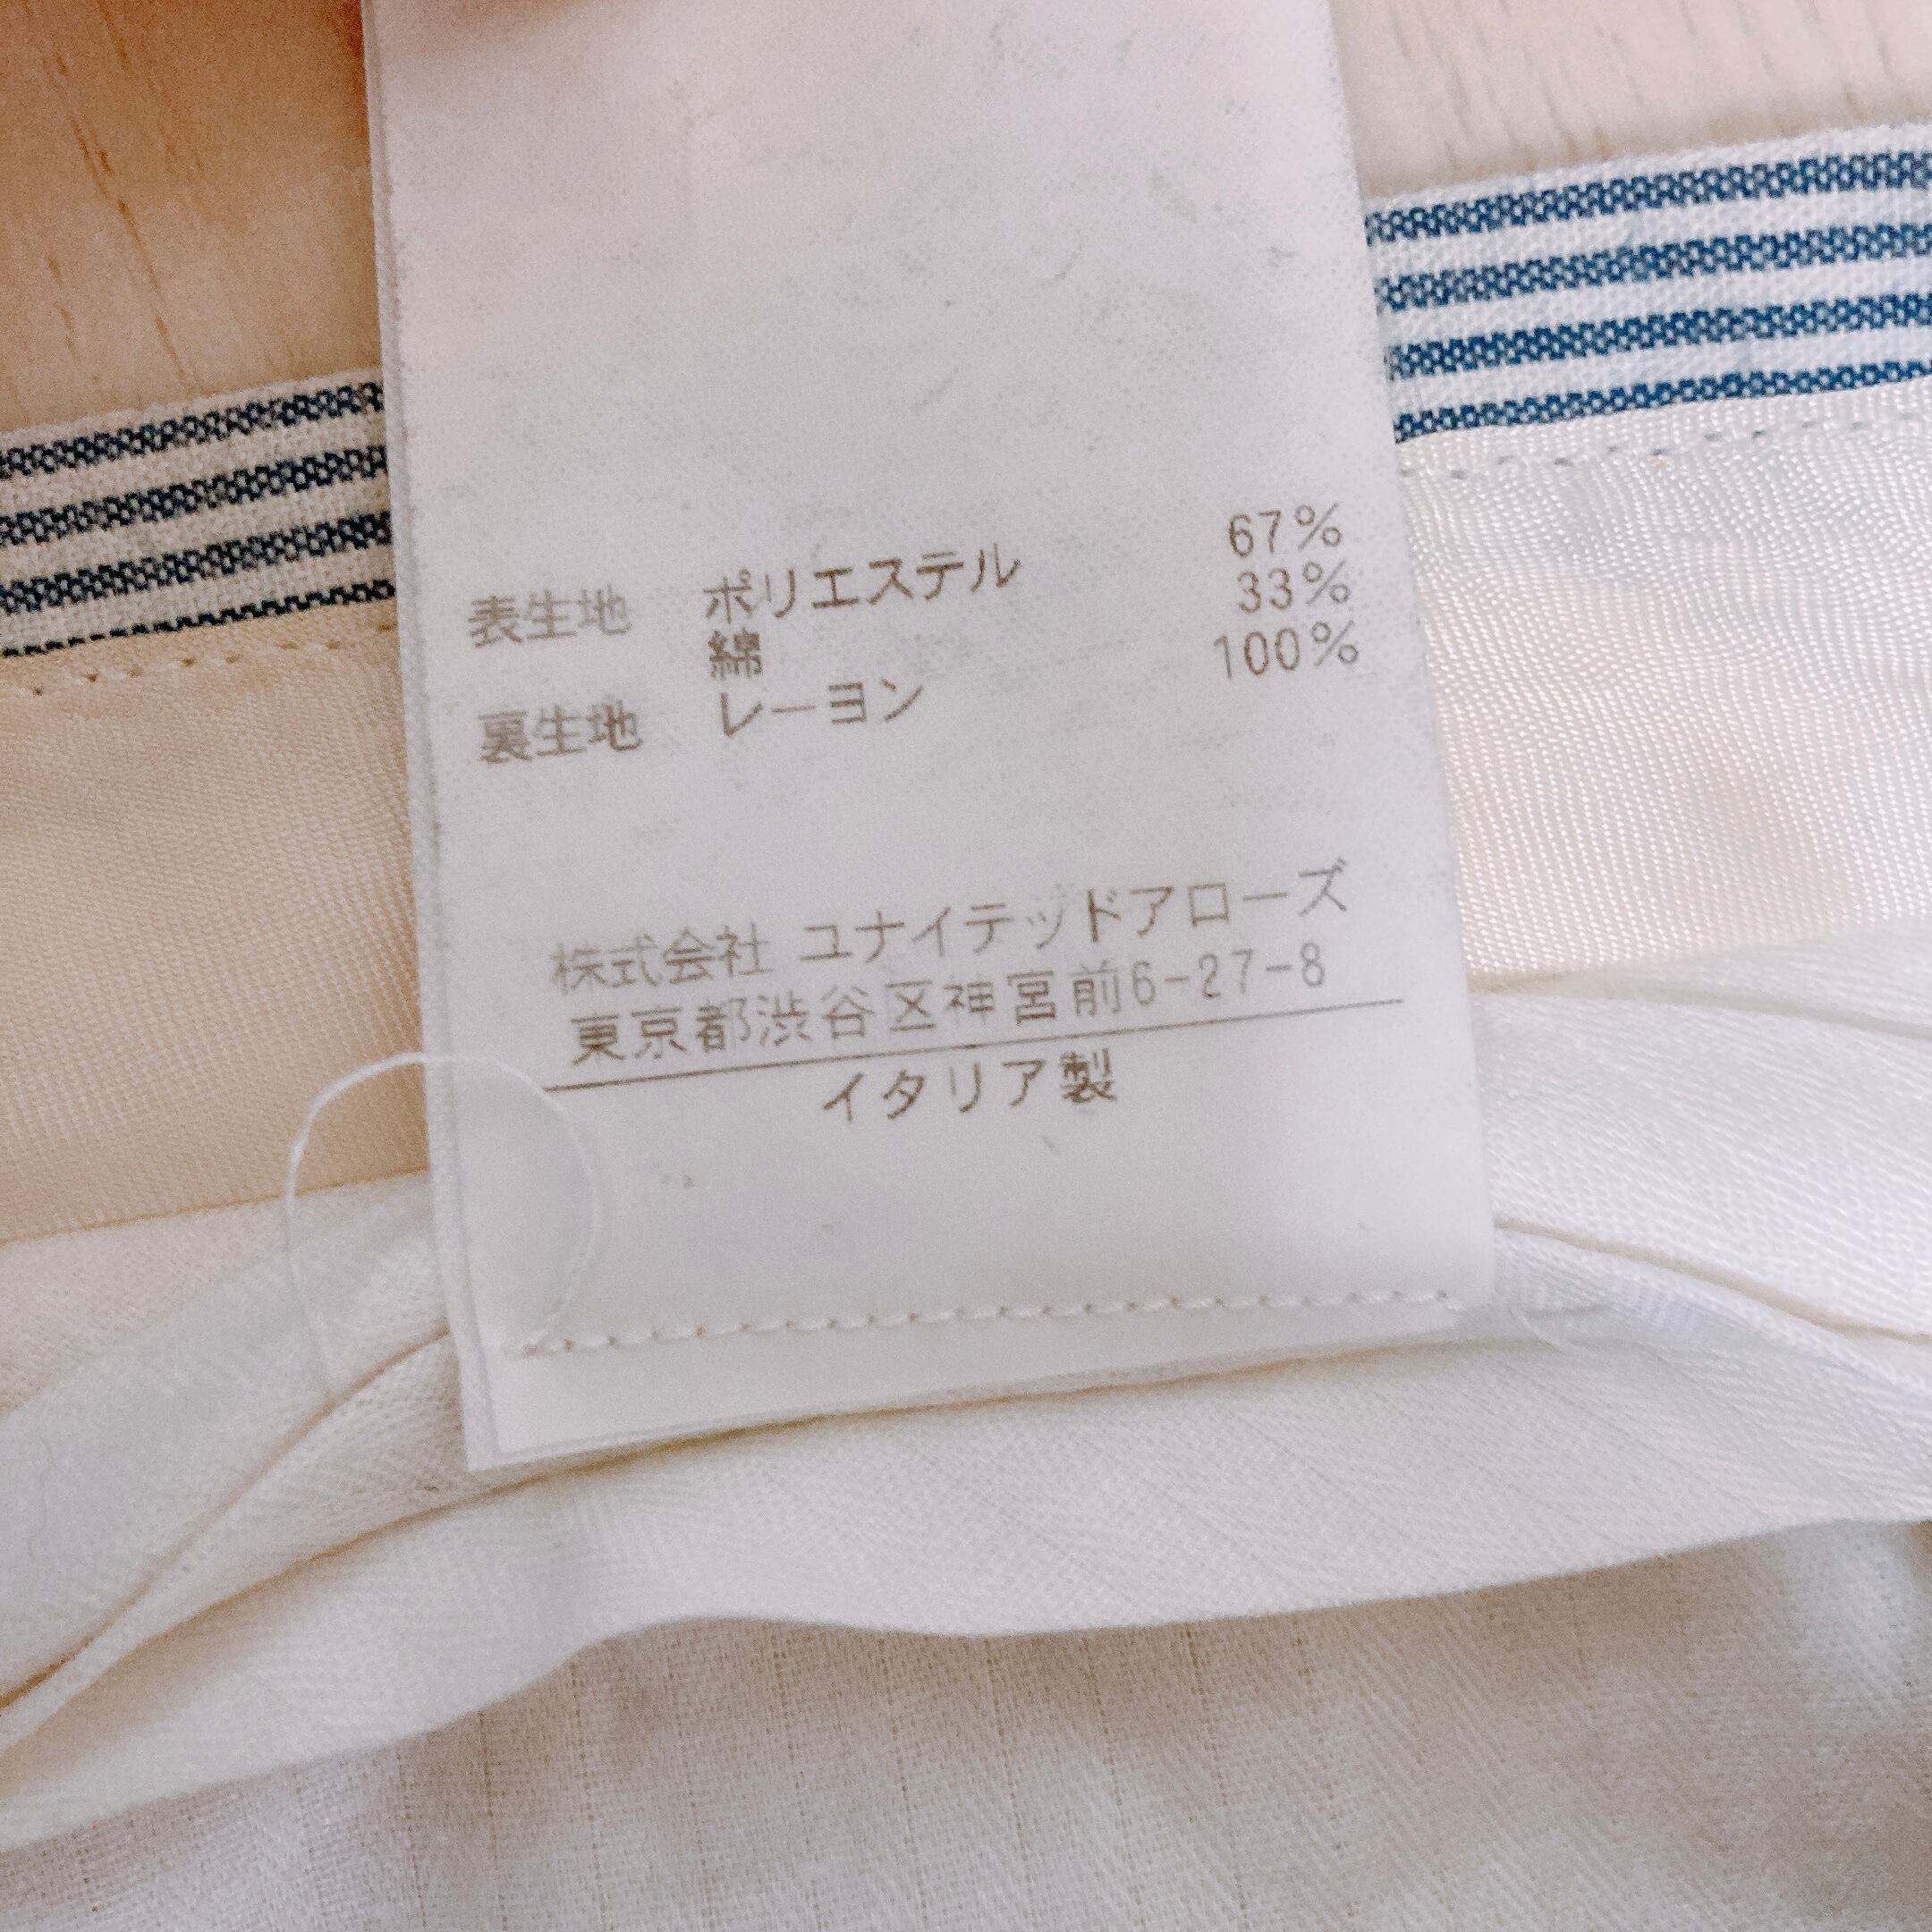 表生地 ポリエステル 67%
綿 33%
裏生地 レーヨン 100%
株式会社 ユナイテッドアローズ
東京都渋谷区神宮前6-27-8
イタリア製